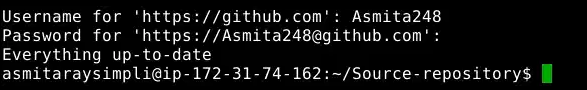 Username for 'https://github.com': Asmita248
Password for 'https://Asmita248@github.com':
Everything up-to-date
asmitaraysimpli@ip-172-31-74-162:~/Source-repository$